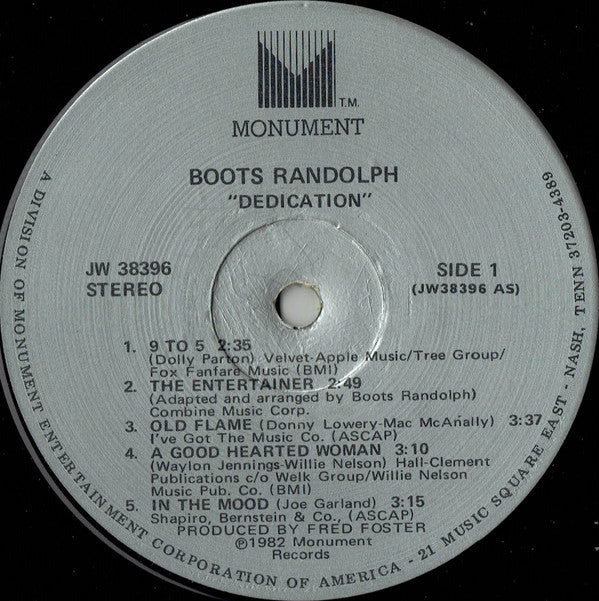 T.M.
MONUMENT
BOOTS RANDOLPH
"DEDICATION"
JW 38396
STEREO
SIDE 1
(JW38396 AS)
1. 9 TO 5 2:35
(Dolly Parton) Velvet-Apple Music/Tree Group/
Fox Fanfare Music (BMI)
2. THE ENTERTAINER 2:49
(Adapted and arranged by Boots Randolph)
Combine Music Corp.
3. OLD FLAME (Donny Lowery-Mac McAnally) 3:37
I've Got The Music Co. (ASCAP)
4. A GOOD HEARTED WOMAN 3:10
(Waylon Jennings-Willie Nelson) Hall-Clement
Publications c/o Welk Group/Willie Nelson
Music Pub. Co. (BMI)
5. IN THE MOOD (Joe Garland) 3:15
Shapiro, Bernstein & Co., (ASCAP)
PRODUCED BY FRED FOSTER
℗1982 Monument
Records
A DIVISION OF MONUMENT ENTERTAINMENT CORPORATION OF AMERICA - 21 MUSIC SQUARE EAST - NASH, TENN 37203-4389